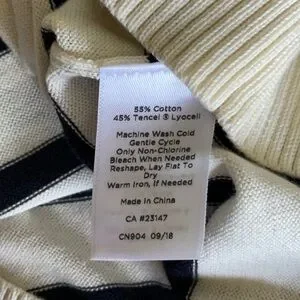 55% Cotton
45% Tencel ® Lyocell
Machine Wash Cold
Gentle Cycle
Only Non-Chlorine
Bleach When Needed
Reshape, Lay Flat To
Dry
Warm Iron, If Needed
Made in China
CA #23147
CN904 09/18